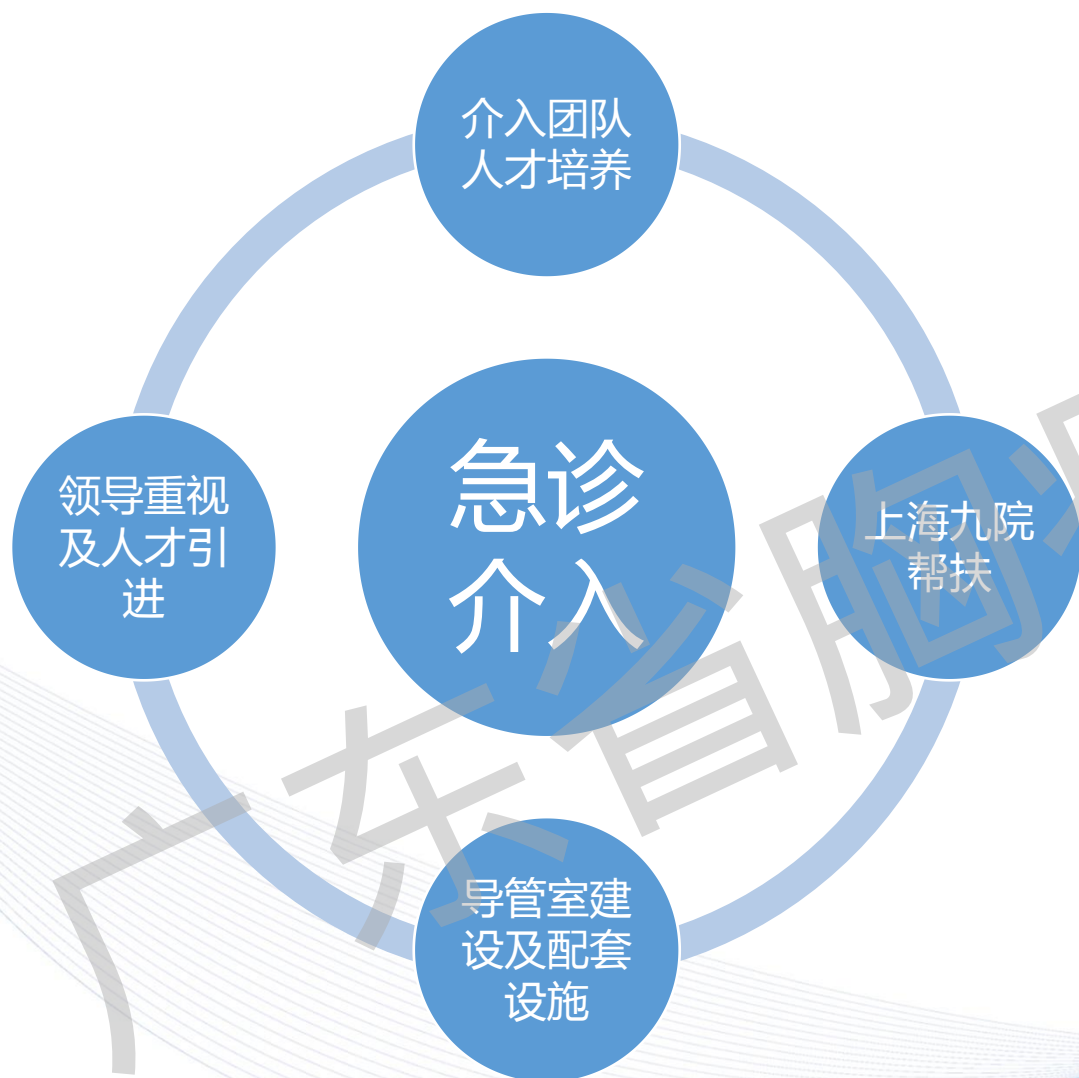 介入团队
人才培养
急诊
介入
领导重视
及人才引
进
上海九院
帮扶
导管室建
设及配套
设施
广东省胸